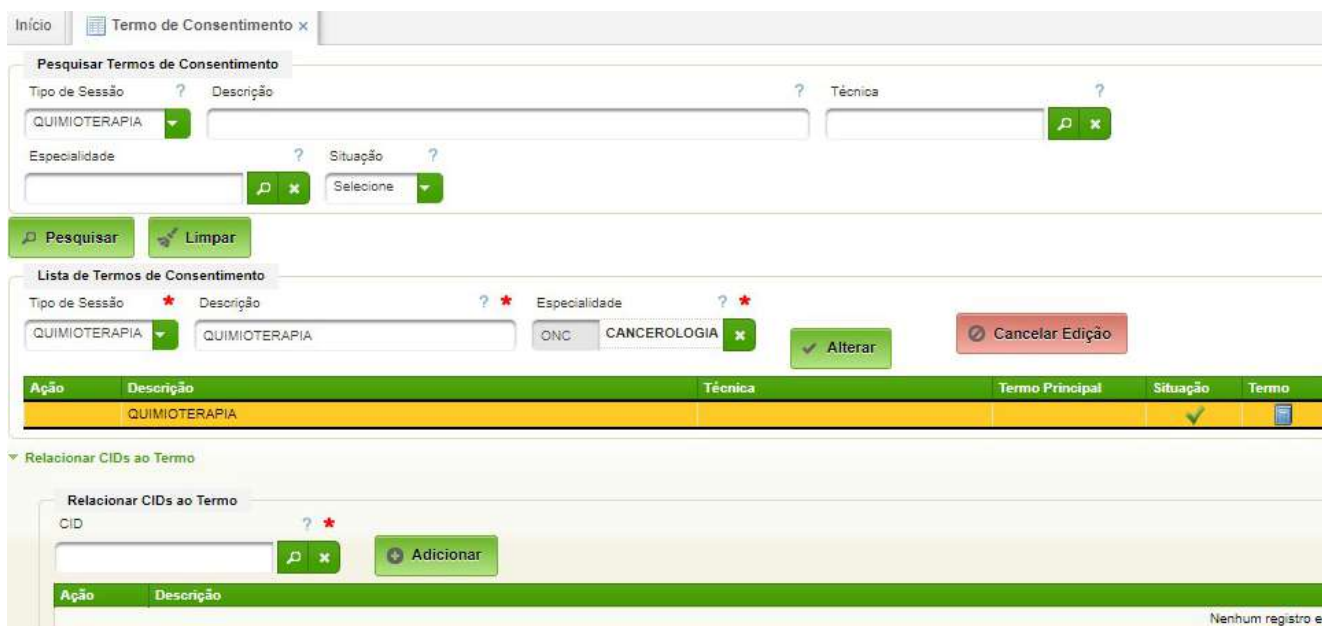 Início Termo de Consentimento x
Pesquisar Termos de Consentimento
Tipo de Sessão ? Descrição ? Técnica ?
QUIMIOTERAPIA
Especialidade ? Situação ?
Selecione
Pesquisar Limpar
Lista de Termos de Consentimento
Tipo de Sessão * Descrição ? * Especialidade ? *
QUIMIOTERAPIA QUIMIOTERAPIA ONC CANCEROLOGIA Alterar Cancelar Edição
Ação Descrição Técnica Termo Principal Situação Termo
QUIMIOTERAPIA
Relacionar CIDs ao Termo
Relacionar CIDs ao Termo
CID ? *
Adicionar
Ação Descrição
Nenhum registro e